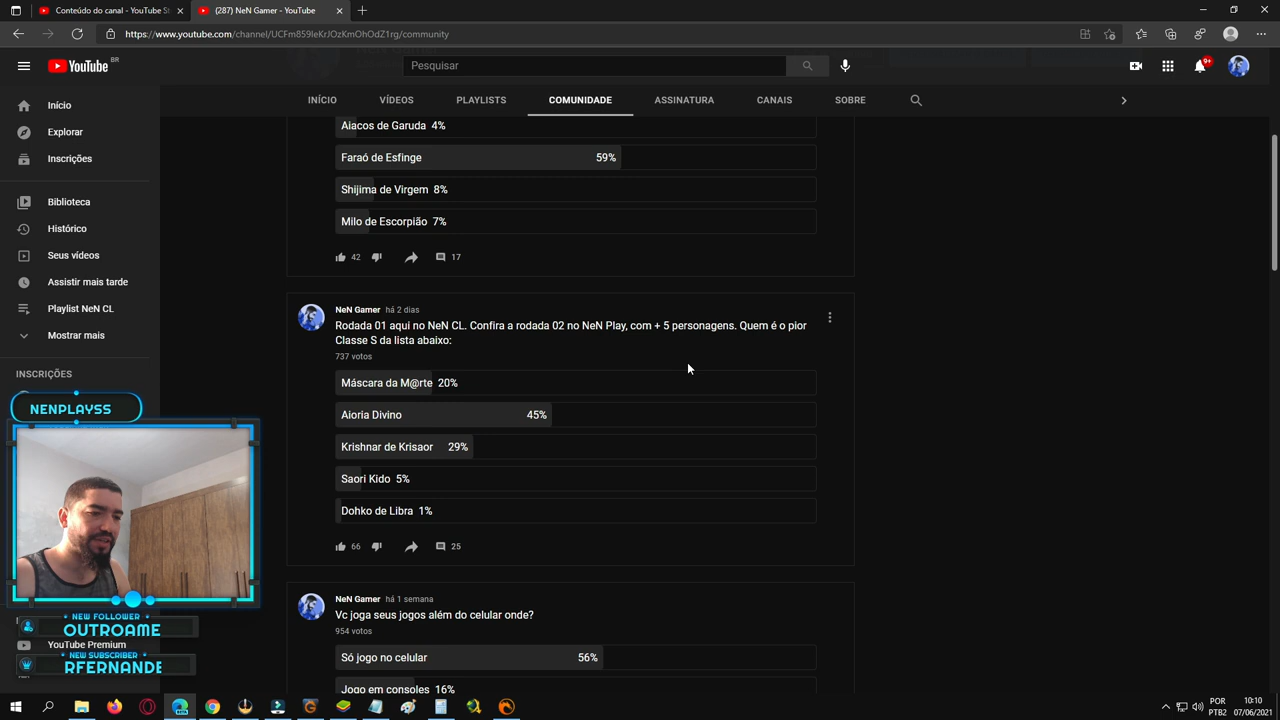 Conteúdo do canal - YouTube St
(287) NeN Gamer - YouTube
https://www.youtube.com/channel/UCFm859IeKrJOzKmOhOdZ1rg/community
YouTube BR
Pesquisar
9+
INÍCIO VÍDEOS PLAYLISTS COMUNIDADE ASSINATURA CANAIS SOBRE
Início
Explorar
Inscrições
Biblioteca
Histórico
Seus vídeos
Assistir mais tarde
Playlist NeN CL
Mostrar mais
INSCRIÇÕES
NENPLAYSS
NEW FOLLOWER
OUTROAME
YouTube Premium
NEW SUBSCRIBER
RFERNANDE
Aiacos de Garuda 4%
Faraó de Esfinge 59%
Shijima de Virgem 8%
Milo de Escorpião 7%
42 17
NeN Gamer há 2 dias
Rodada 01 aqui no NeN CL. Confira a rodada 02 no NeN Play, com + 5 personagens. Quem é o pior
Classe S da lista abaixo:
737 votos
Máscara da M@rte 20%
Aioria Divino 45%
Krishnar de Krisaor 29%
Saori Kido 5%
Dohko de Libra 1%
66 25
NeN Gamer há 1 semana
Vc joga seus jogos além do celular onde?
954 votos
Só jogo no celular 56%
Jogo em consoles 16%
POR
PTB2
10:10
07/06/2021